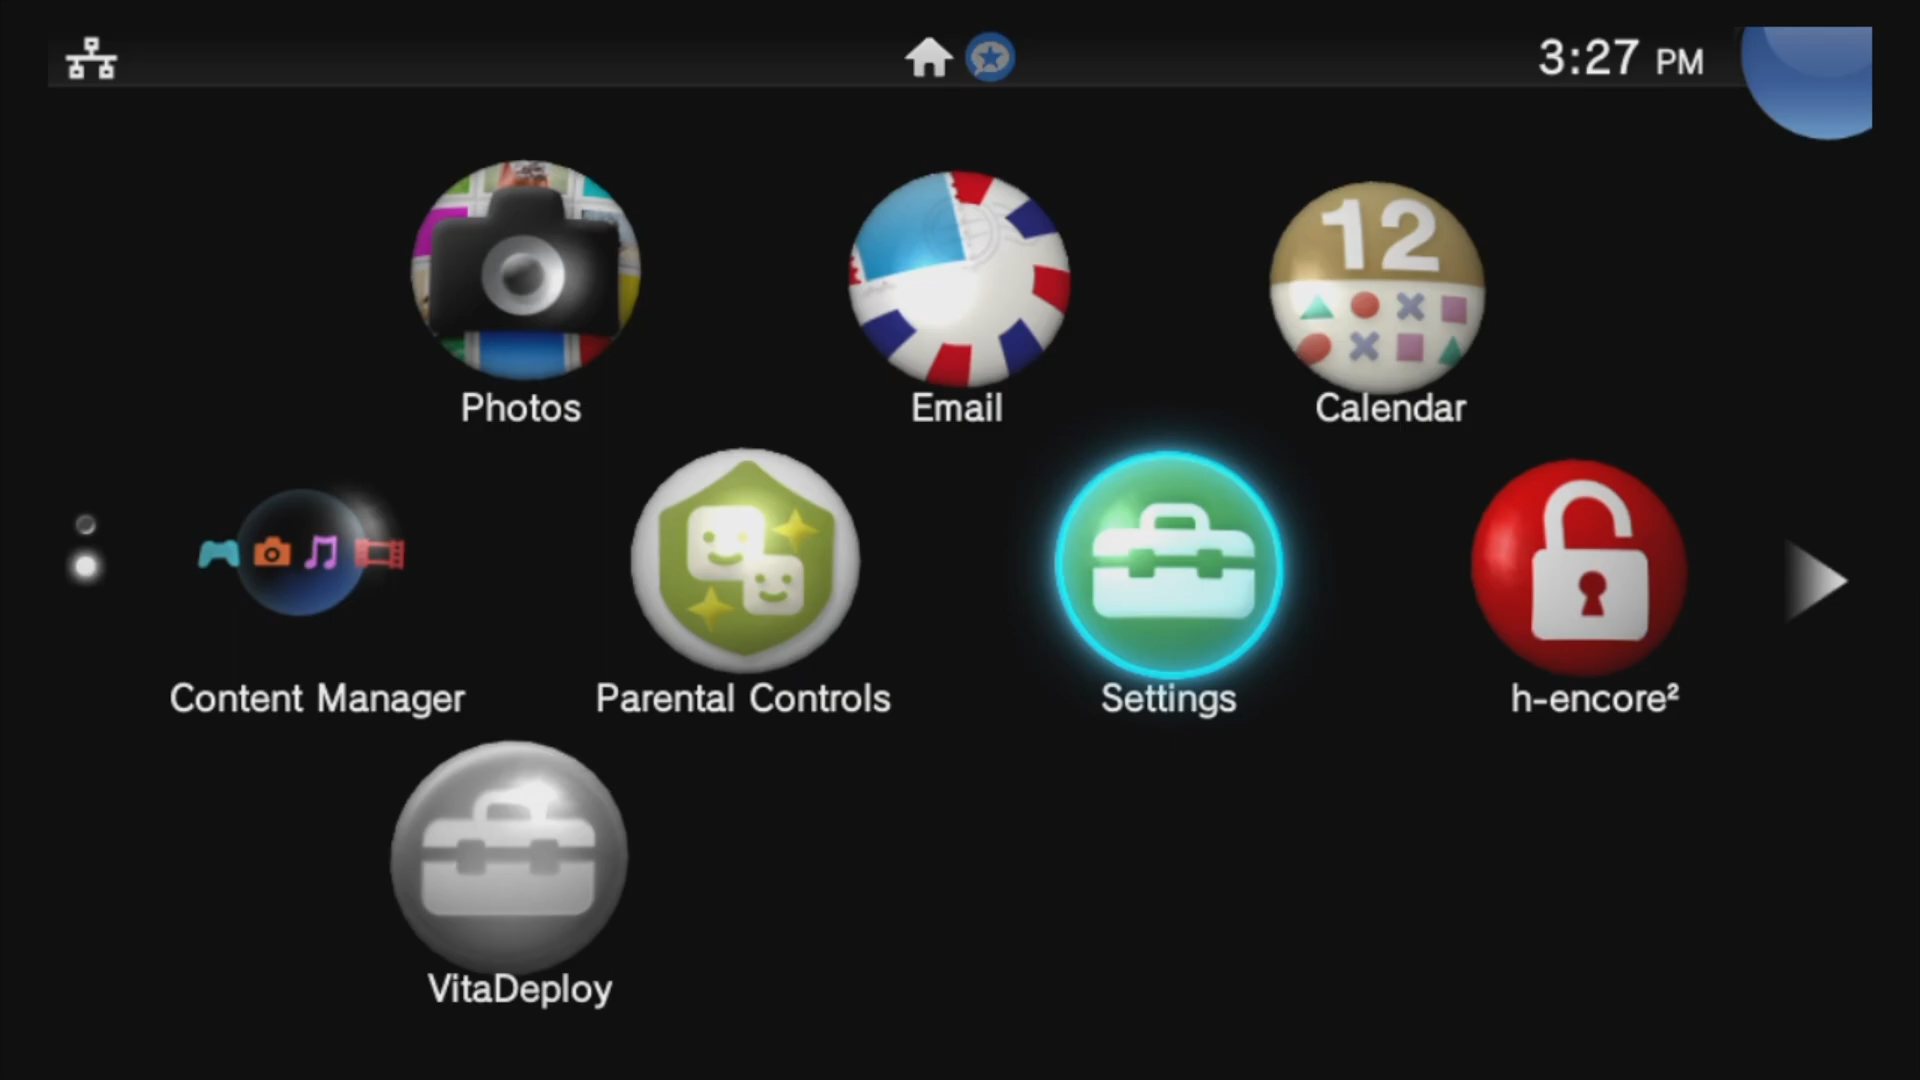 3:27 PM
12
Photos
Email
Calendar
Content Manager
Parental Controls
Settings
h-encore²
VitaDeploy